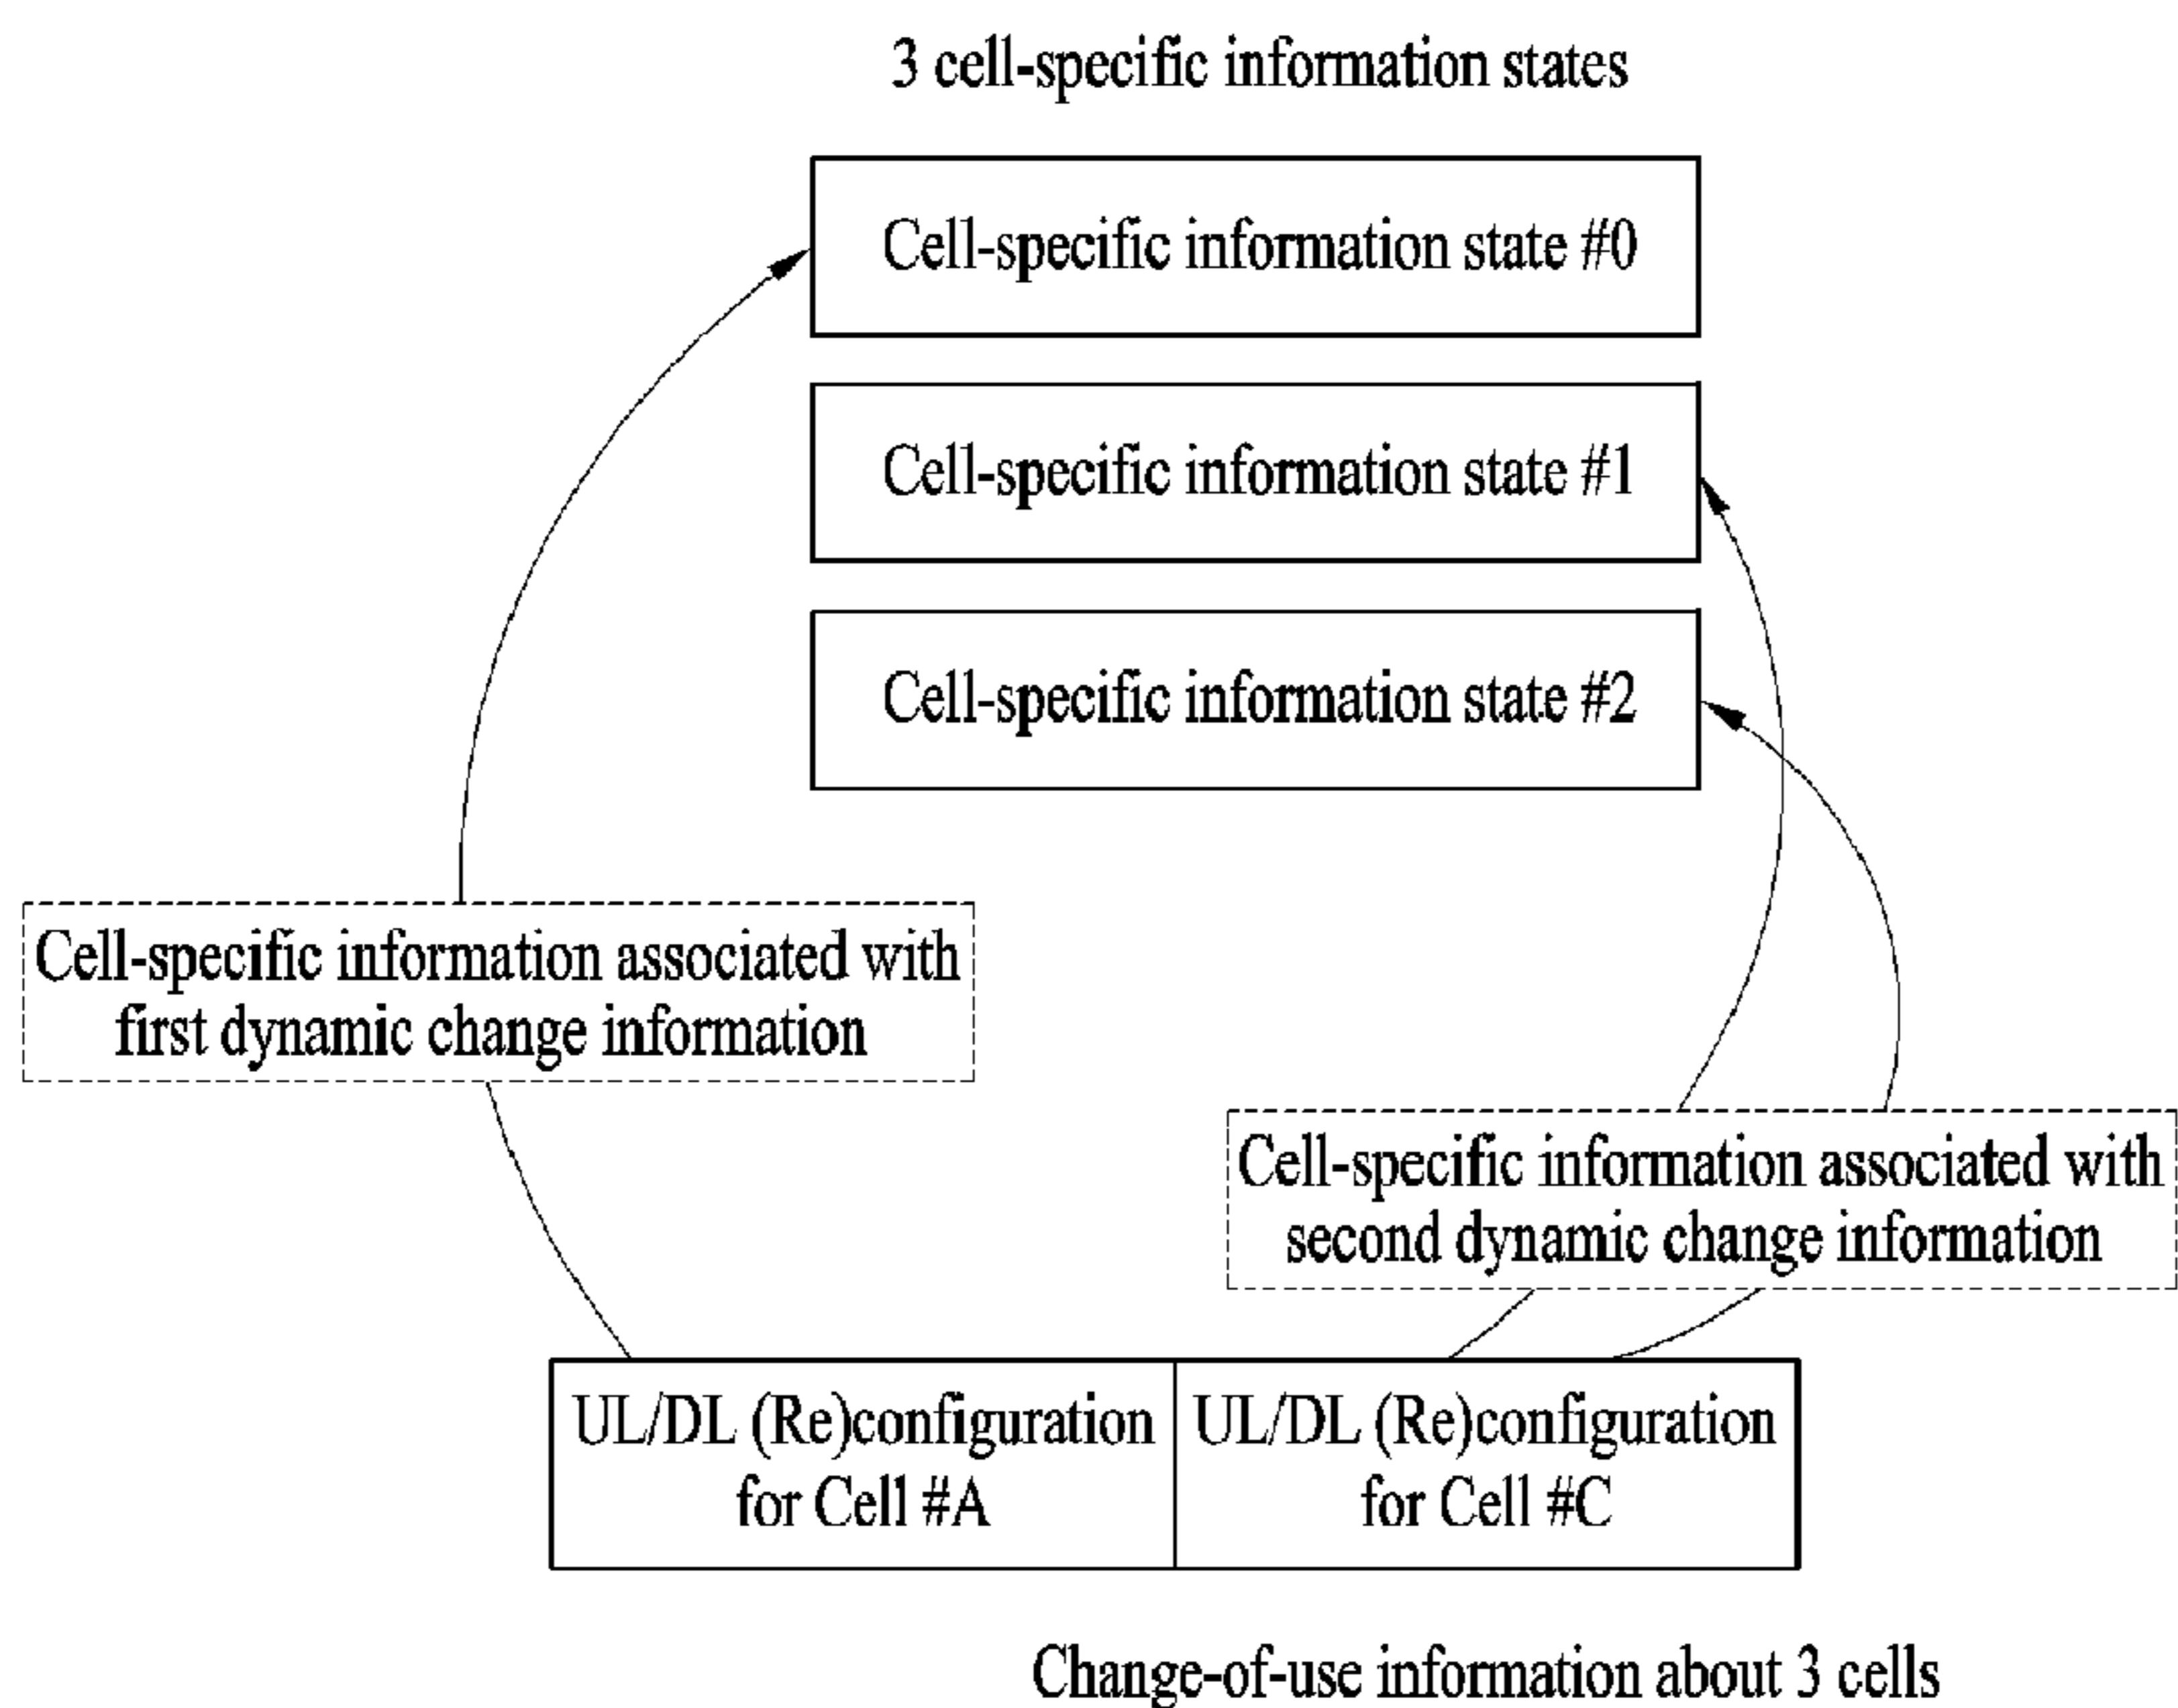 3 cell-specific information states
Cell-specific information state #0
Cell-specific information state #1
Cell-specific information state #2
Cell-specific information associated with
first dynamic change information
Cell-specific information associated with
second dynamic change information
UL/DL (Re)configuration
for Cell #A
UL/DL (Re)configuration
for Cell #C
Change-of-use information about 3 cells